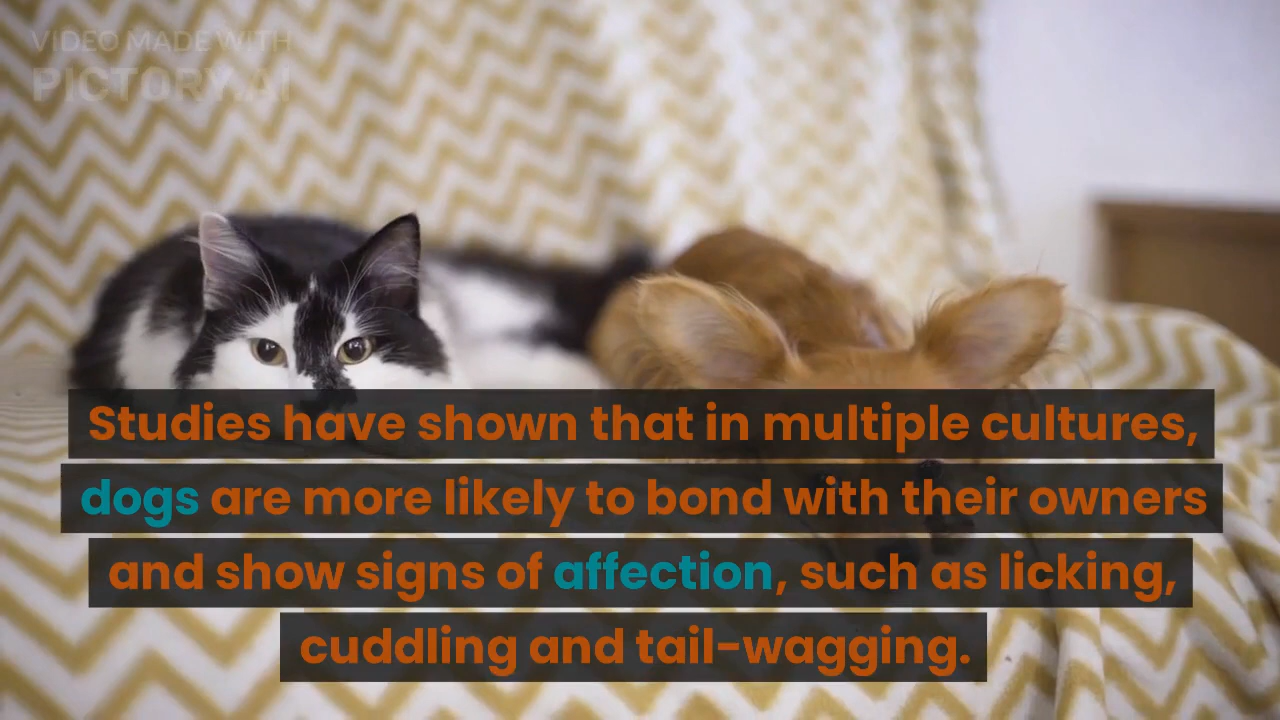 VIDEO MADE WITH
PICTORY.AI
Studies have shown that in multiple cultures,
dogs are more likely to bond with their owners
and show signs of affection, such as licking,
cuddling and tail-wagging.